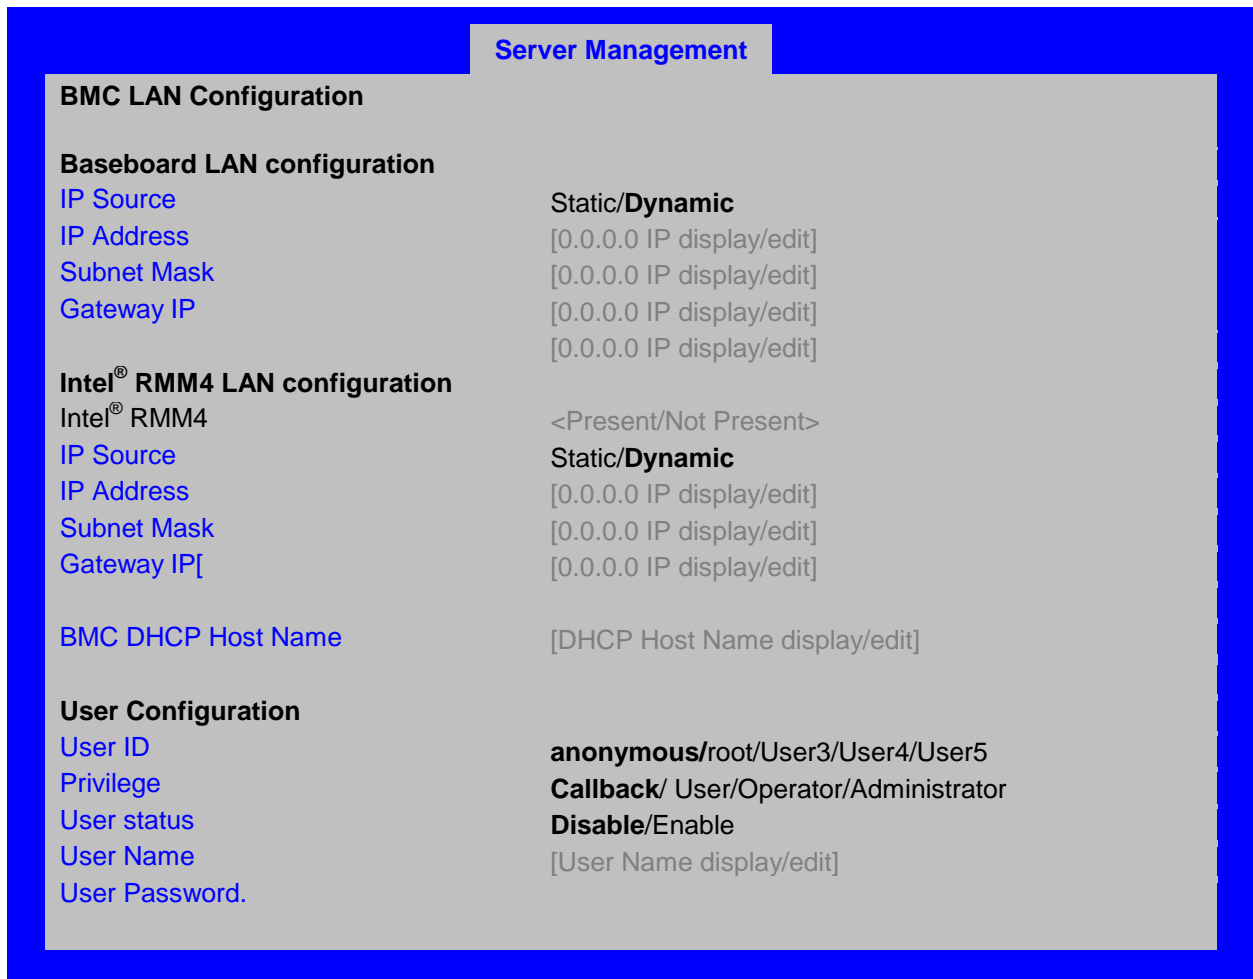 Server Management
BMC LAN Configuration
Baseboard LAN configuration
IP Source Static/Dynamic
IP Address [0.0.0.0 IP display/edit]
Subnet Mask [0.0.0.0 IP display/edit]
Gateway IP [0.0.0.0 IP display/edit]
[0.0.0.0 IP display/edit]
Intel® RMM4 LAN configuration
Intel® RMM4 <Present/Not Present>
IP Source Static/Dynamic
IP Address [0.0.0.0 IP display/edit]
Subnet Mask [0.0.0.0 IP display/edit]
Gateway IP[ [0.0.0.0 IP display/edit]
BMC DHCP Host Name [DHCP Host Name display/edit]
User Configuration
User ID anonymous/root/User3/User4/User5
Privilege Callback/ User/Operator/Administrator
User status Disable/Enable
User Name [User Name display/edit]
User Password.